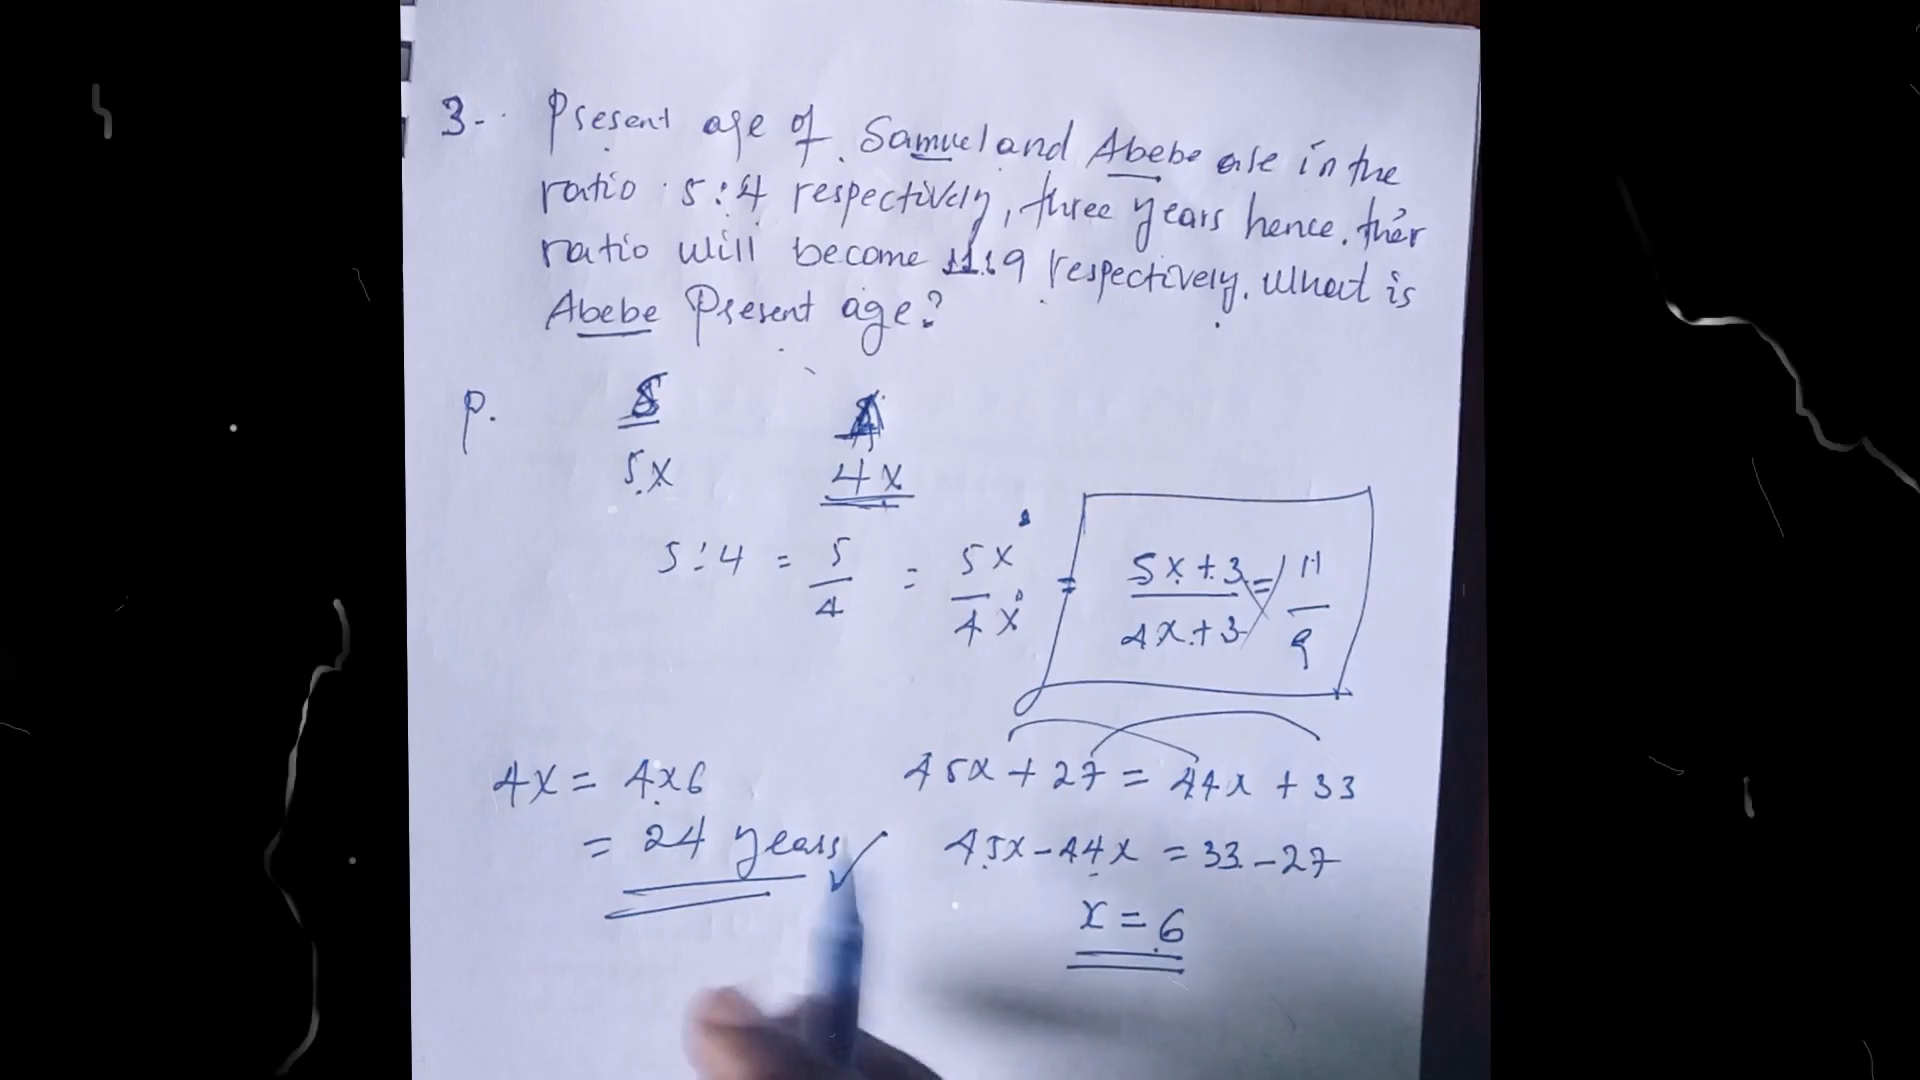 3- Present age of Samuel and Abebe are in the
ratio 5:4 respectively, three years hence. ther
ratio will become 11:9 respectively. What is
Abebe Present age?
P. S A
5x 4x
5:4 = 5/4 = 5x/4x = 5x+3/4x+3 = 11/9
4x = 4x6 45x + 27 = 44x + 33
= 24 years ✓ 45x - 44x = 33 - 27
x = 6